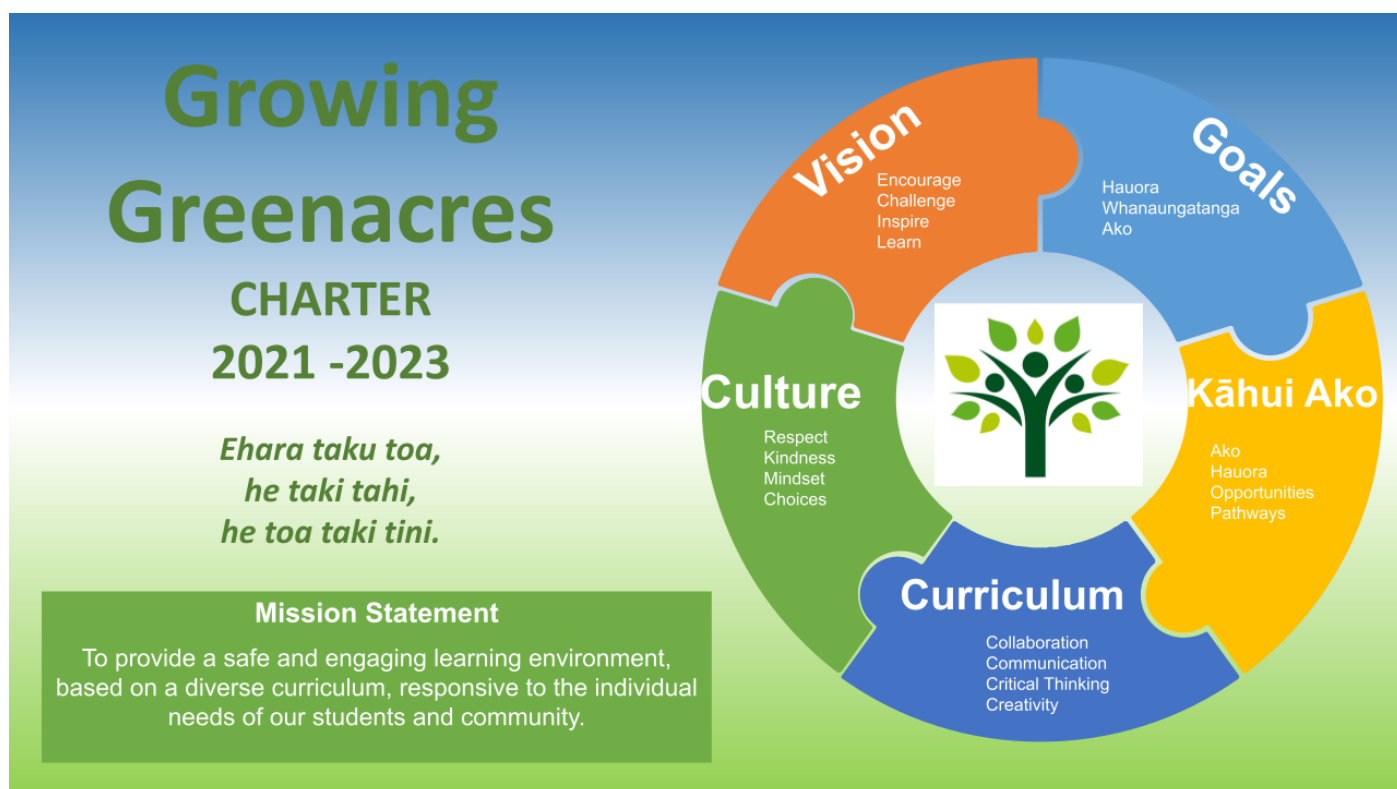 Growing
Greenacres
CHARTER
2021 -2023
Ehara taku toa,
he taki tahi,
he toa taki tini.
Mission Statement
To provide a safe and engaging learning environment,
based on a diverse curriculum, responsive to the individual
needs of our students and community.
Vision
Encourage
Challenge
Inspire
Learn
Goals
Hauora
Whanaungatanga
Ako
Kāhui Ako
Ako
Hauora
Opportunities
Pathways
Curriculum
Collaboration
Communication
Critical Thinking
Creativity
Culture
Respect
Kindness
Mindset
Choices